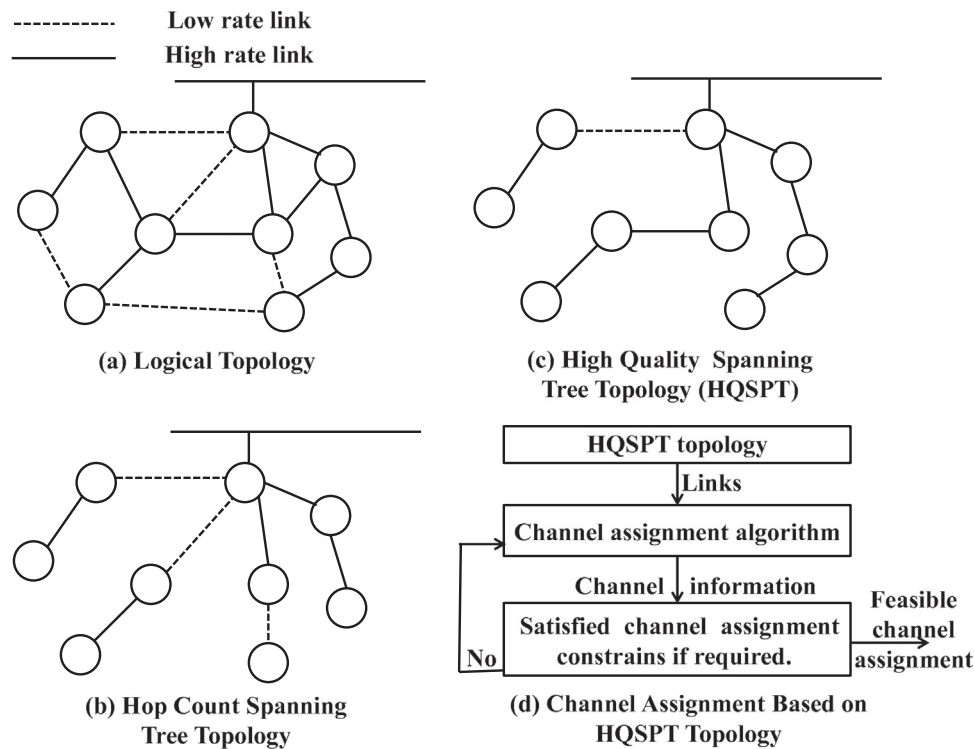 Low rate link
High rate link
(a) Logical Topology
(c) High Quality Spanning
Tree Topology (HQSPT)
(b) Hop Count Spanning
Tree Topology
HQSPT topology
Links
Channel assignment algorithm
Channel information
Satisfied channel assignment
constrains if required.
No
Feasible
channel
assignment
(d) Channel Assignment Based on
HQSPT Topology